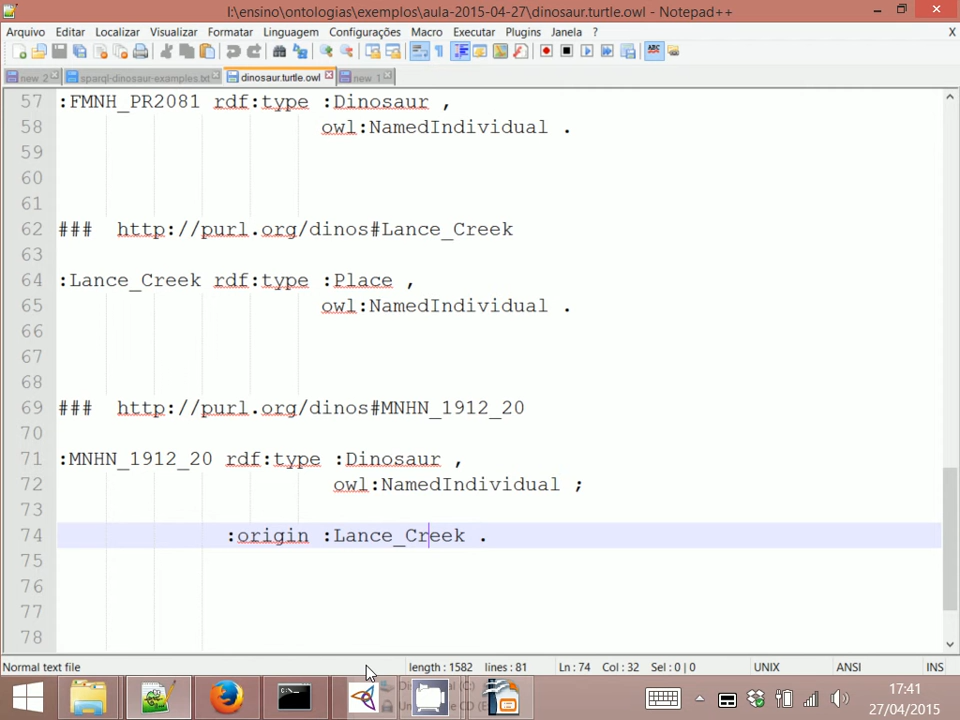 I:\ensino\ontologias\exemplos\aula-2015-04-27\dinosaur.turtle.owl - Notepad++
Arquivo Editar Localizar Visualizar Formatar Linguagem Configurações Macro Executar Plugins Janela ? X
new 2 sparql-dinosaur-examples.txt dinosaur.turtle.owl new 1
57 :FMNH_PR2081 rdf:type :Dinosaur ,
58 owl:NamedIndividual .
59
60
61
62 ### http://purl.org/dinos#Lance_Creek
63
64 :Lance_Creek rdf:type :Place ,
65 owl:NamedIndividual .
66
67
68
69 ### http://purl.org/dinos#MNHN_1912_20
70
71 :MNHN_1912_20 rdf:type :Dinosaur ,
72 owl:NamedIndividual ;
73
74 :origin :Lance_Creek .
75
76
77
78
Normal text file length : 1582 lines : 81 Ln : 74 Col : 32 Sel : 0 | 0 UNIX ANSI INS
17:41
27/04/2015